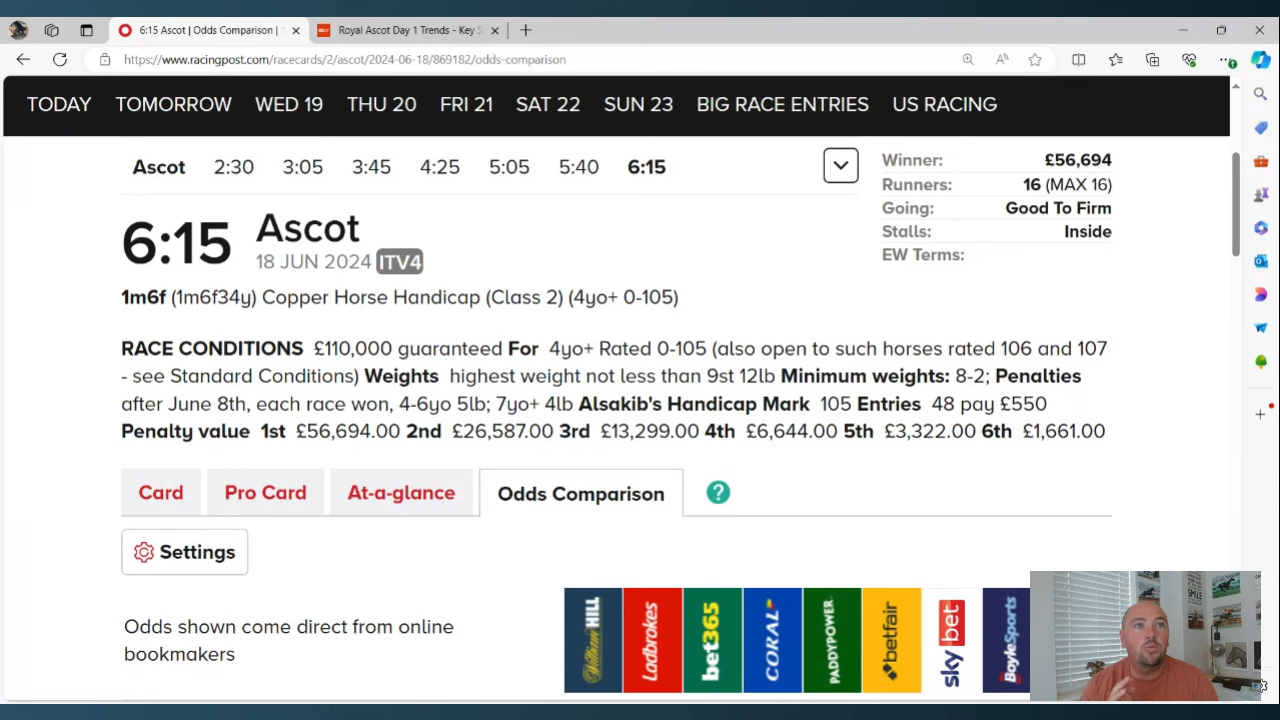 6:15 Ascot | Odds Comparison |
Royal Ascot Day 1 Trends - Key S
https://www.racingpost.com/racecards/2/ascot/2024-06-18/869182/odds-comparison
TODAY TOMORROW WED 19 THU 20 FRI 21 SAT 22 SUN 23 BIG RACE ENTRIES US RACING
Ascot 2:30 3:05 3:45 4:25 5:05 5:40 6:15
Winner: £56,694
Runners: 16 (MAX 16)
Going: Good To Firm
Stalls: Inside
EW Terms:
6:15 Ascot
18 JUN 2024 ITV4
1m6f (1m6f34y) Copper Horse Handicap (Class 2) (4yo+ 0-105)
RACE CONDITIONS £110,000 guaranteed For 4yo+ Rated 0-105 (also open to such horses rated 106 and 107
- see Standard Conditions) Weights highest weight not less than 9st 12lb Minimum weights: 8-2; Penalties
after June 8th, each race won, 4-6yo 5lb; 7yo+ 4lb Alsakib's Handicap Mark 105 Entries 48 pay £550
Penalty value 1st £56,694.00 2nd £26,587.00 3rd £13,299.00 4th £6,644.00 5th £3,322.00 6th £1,661.00
Card Pro Card At-a-glance Odds Comparison ?
Settings
Odds shown come direct from online
bookmakers
William HILL
Ladbrokes
bet365
CORAL
PADDYPOWER
betfair
sky bet
BoyleSports
SMILE